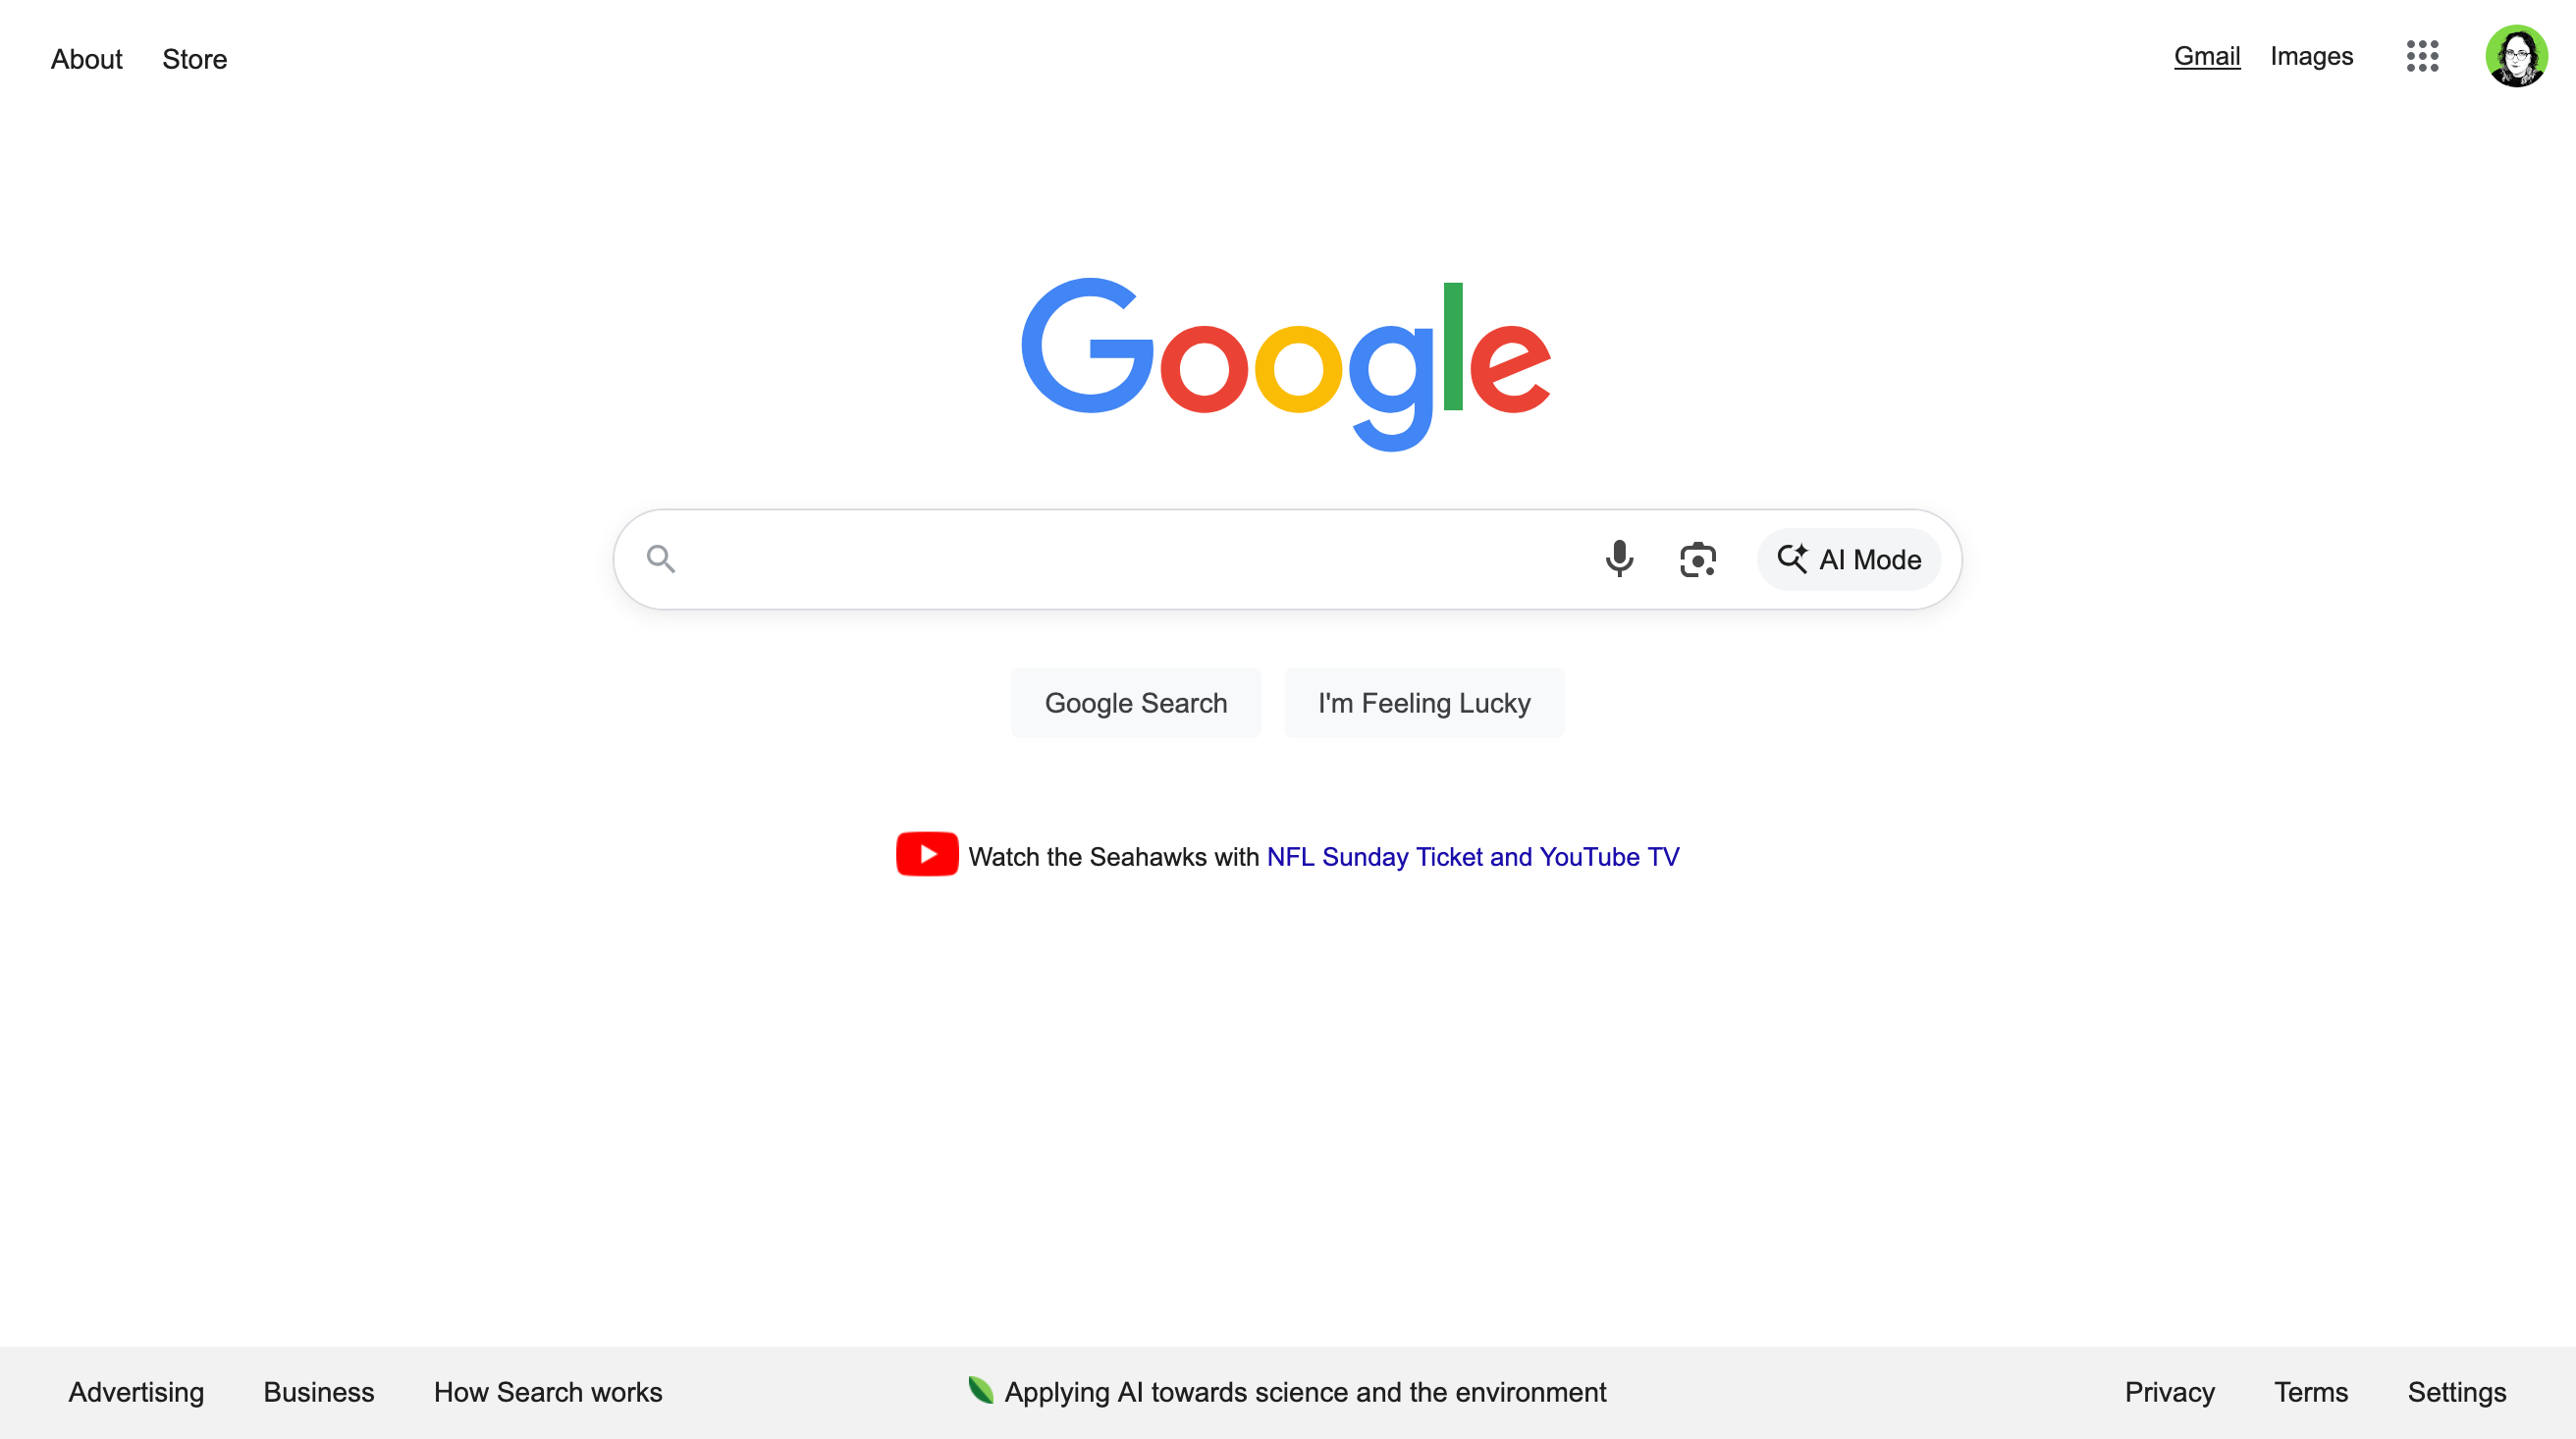 About Store
Gmail Images
Google
AI Mode
Google Search I'm Feeling Lucky
Watch the Seahawks with NFL Sunday Ticket and YouTube TV
Advertising Business How Search works
Applying AI towards science and the environment
Privacy Terms Settings